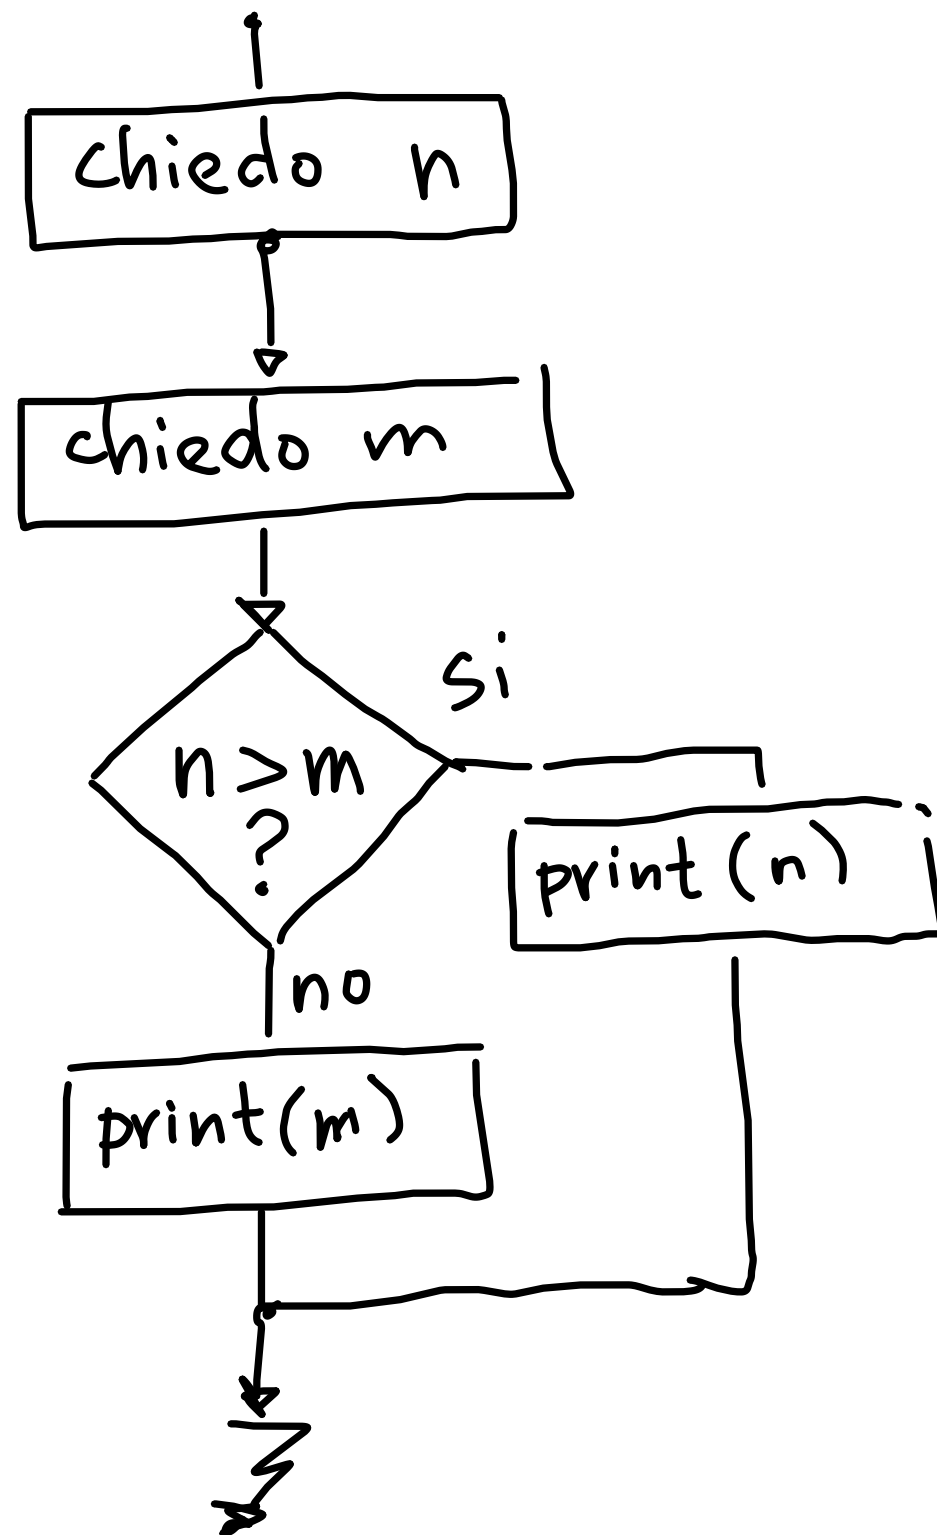 chiedo n
chiedo m
si
n > m
?
print (n)
no
print (m)